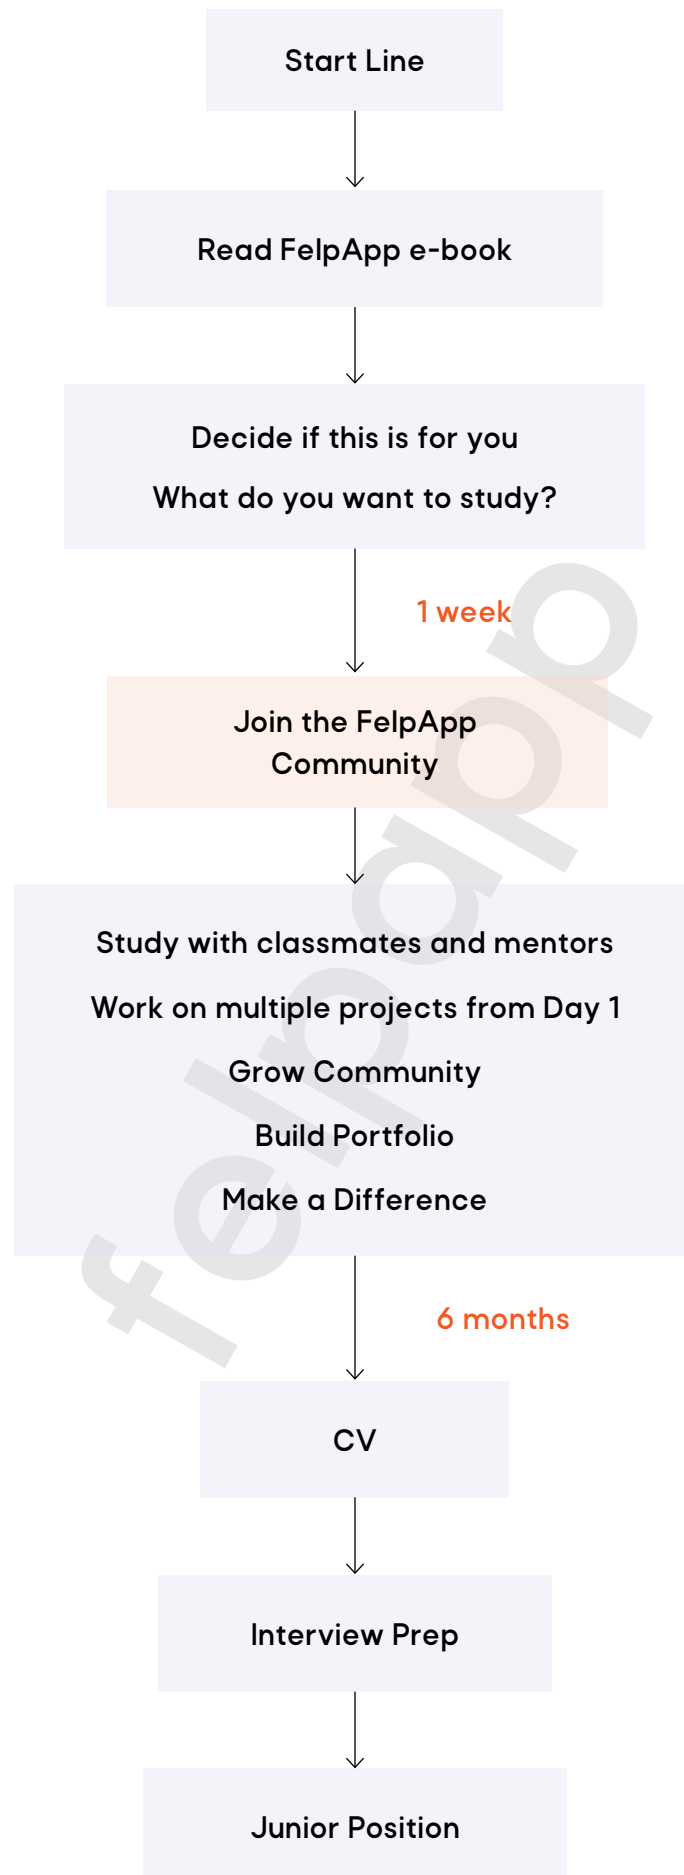 Start Line
Read FelpApp e-book
Decide if this is for you
What do you want to study?
1 week
Join the FelpApp
Community
Study with classmates and mentors
Work on multiple projects from Day 1
Grow Community
Build Portfolio
Make a Difference
6 months
CV
Interview Prep
Junior Position
felpapp